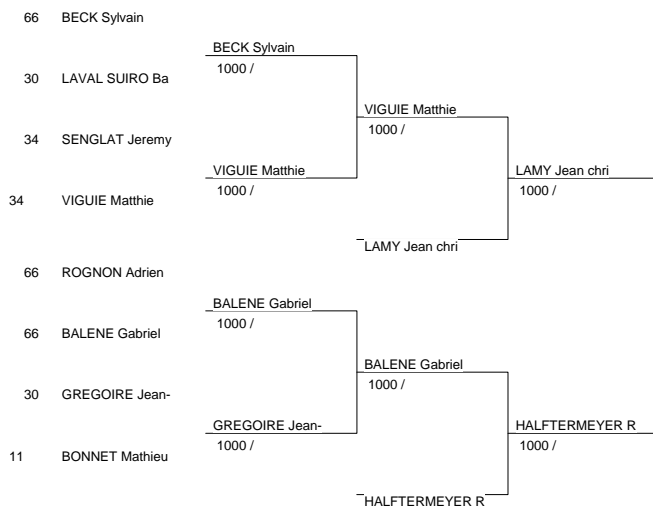 66 BECK Sylvain
BECK Sylvain
1000 /
30 LAVAL SUIRO Ba
VIGUIE Matthie
1000 /
34 SENGLAT Jeremy
VIGUIE Matthie
1000 /
LAMY Jean chri
1000 /
34 VIGUIE Matthie
LAMY Jean chri
66 ROGNON Adrien
BALENE Gabriel
1000 /
66 BALENE Gabriel
BALENE Gabriel
1000 /
30 GREGOIRE Jean-
GREGOIRE Jean-
1000 /
HALFTERMEYER R
1000 /
11 BONNET Mathieu
HALFTERMEYER R